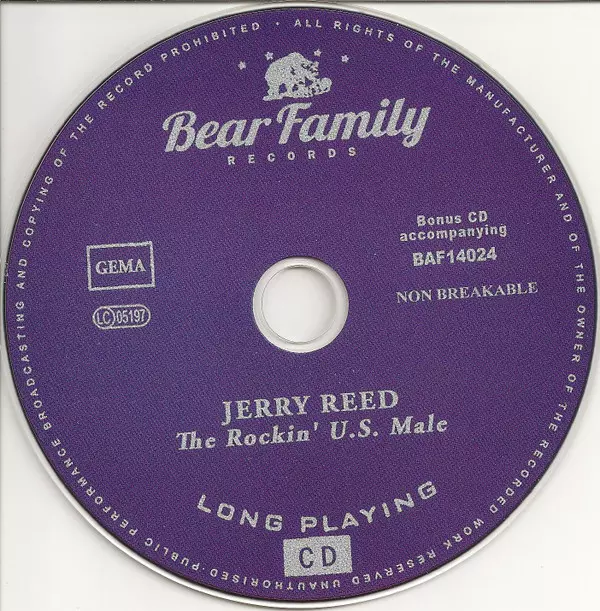 ALL RIGHTS OF THE MANUFACTURER AND OF THE OWNER OF THE RECORDED WORK RESERVED UNAUTHORISED · PUBLIC PERFORMANCE BROADCASTING AND COPYING OF THE RECORD PROHIBITED ·
Bear Family
RECORDS
Bonus CD
accompanying
BAF14024
GEMA
NON BREAKABLE
LC 05197
JERRY REED
The Rockin' U.S. Male
LONG PLAYING
CD